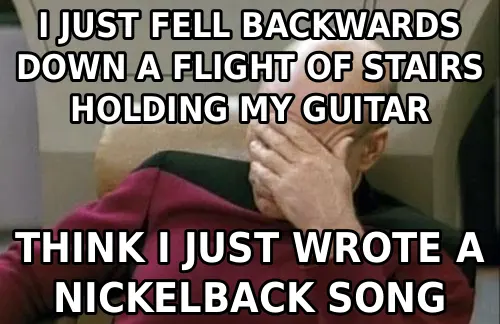 I JUST FELL BACKWARDS
DOWN A FLIGHT OF STAIRS
HOLDING MY GUITAR
THINK I JUST WROTE A
NICKELBACK SONG